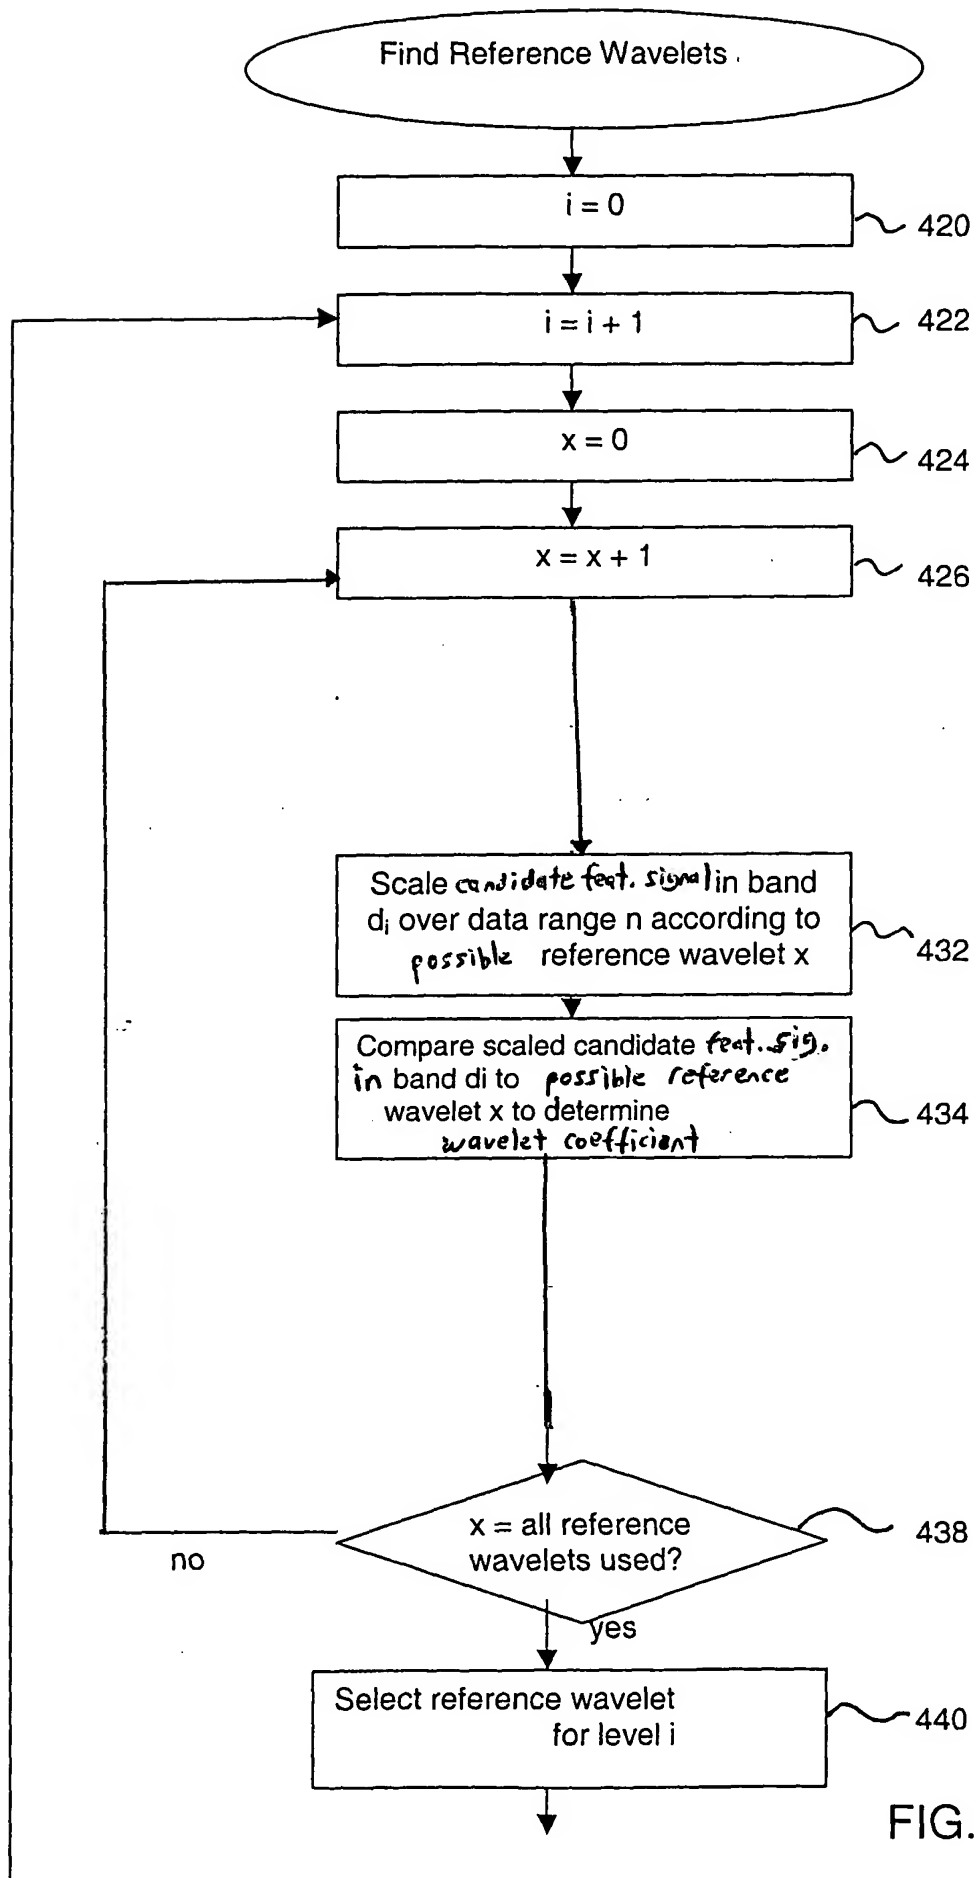 Find Reference Wavelets
i = 0
420
i = i + 1
422
x = 0
424
x = x + 1
426
Scale candidate feat. signal in band
di over data range n according to
possible reference wavelet x
432
Compare scaled candidate feat. sig.
in band di to possible reference
wavelet x to determine
wavelet coefficient
434
x = all reference
wavelets used?
438
no
yes
Select reference wavelet
for level i
440
FIG.